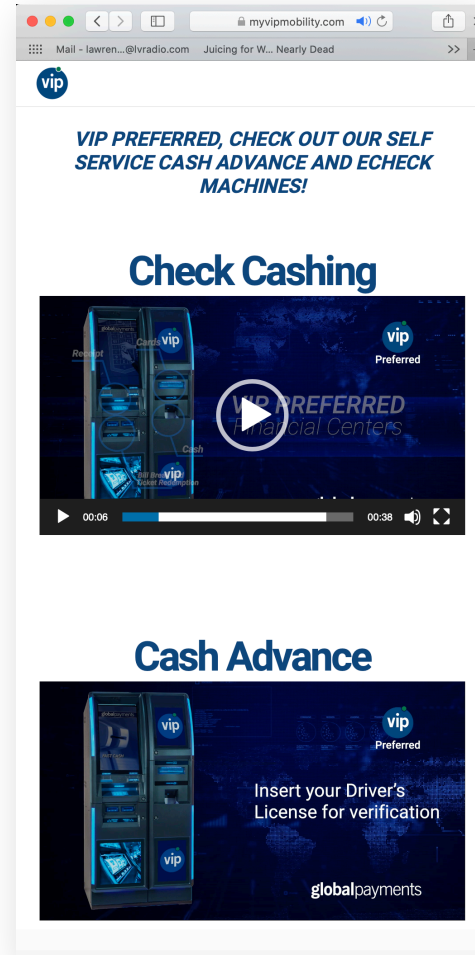 myvipmobility.com
Mail - lawren...@lvradio.com Juicing for W... Nearly Dead >>
vip
VIP PREFERRED, CHECK OUT OUR SELF
SERVICE CASH ADVANCE AND ECHECK
MACHINES!
Check Cashing
globalpayments
vip
Cards
Receipt
vip
Preferred
VIP PREFERRED
Financial Centers
Cash
vip
Ticket Redemption
00:06 00:38
Cash Advance
globalpayments
vip
vip
Preferred
Insert your Driver's
License for verification
vip
globalpayments